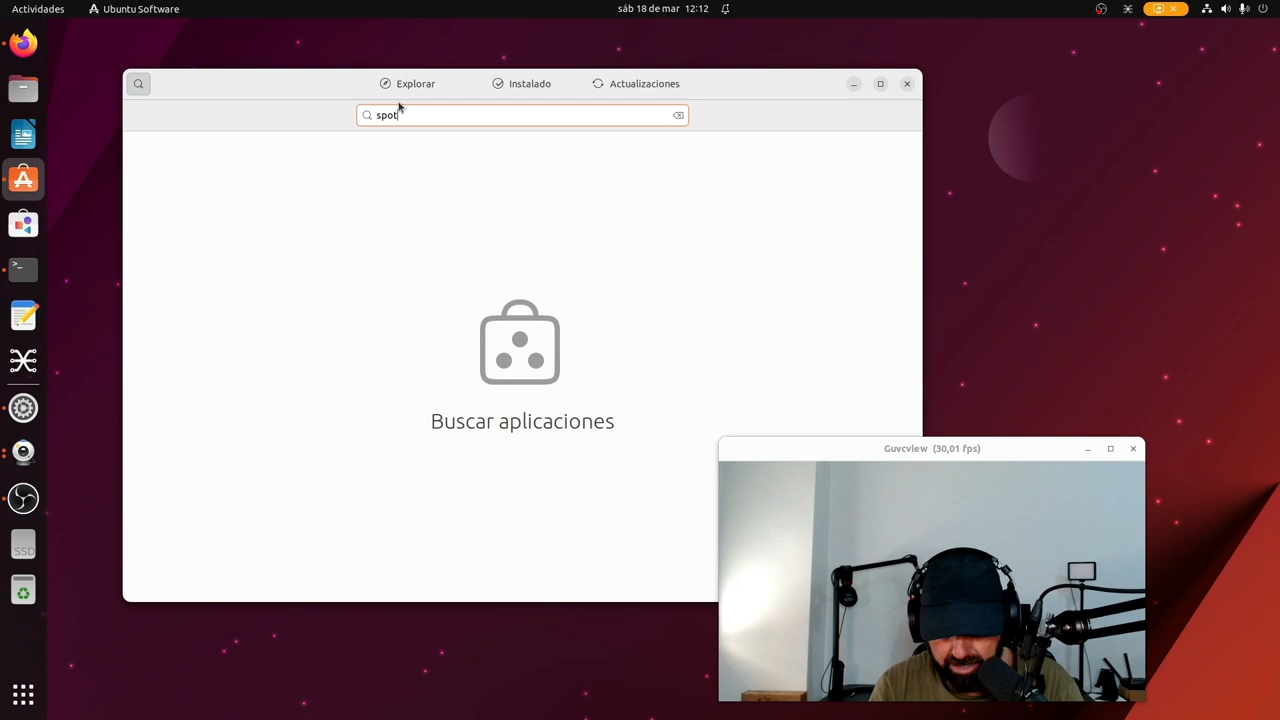 Actividades
Ubuntu Software
sáb 18 de mar 12:12
Explorar
Instalado
Actualizaciones
spot
Buscar aplicaciones
Guvcview (30,01 fps)
>_
SSD